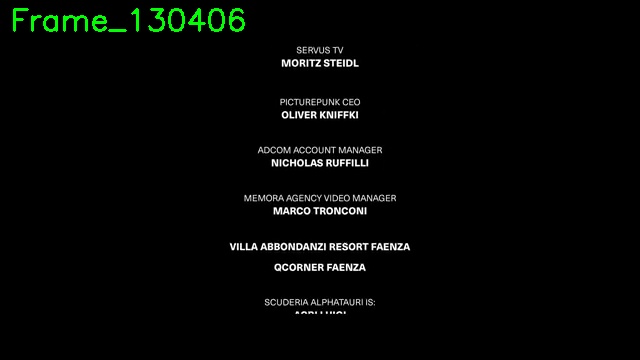 Frame_130406
SERVUS TV
MORITZ STEIDL
PICTUREPUNK CEO
OLIVER KNIFFKI
ADCOM ACCOUNT MANAGER
NICHOLAS RUFFILLI
MEMORA AGENCY VIDEO MANAGER
MARCO TRONCONI
VILLA ABBONDANZI RESORT FAENZA
QCORNER FAENZA
SCUDERIA ALPHATAURI IS: